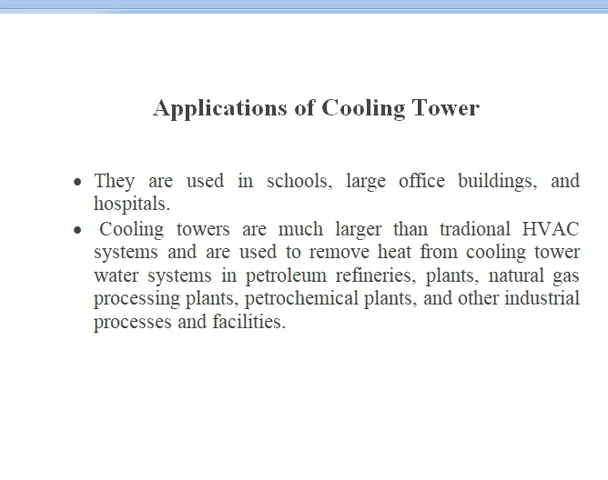 Applications of Cooling Tower
• They are used in schools, large office buildings, and
hospitals.
• Cooling towers are much larger than tradional HVAC
systems and are used to remove heat from cooling tower
water systems in petroleum refineries, plants, natural gas
processing plants, petrochemical plants, and other industrial
processes and facilities.